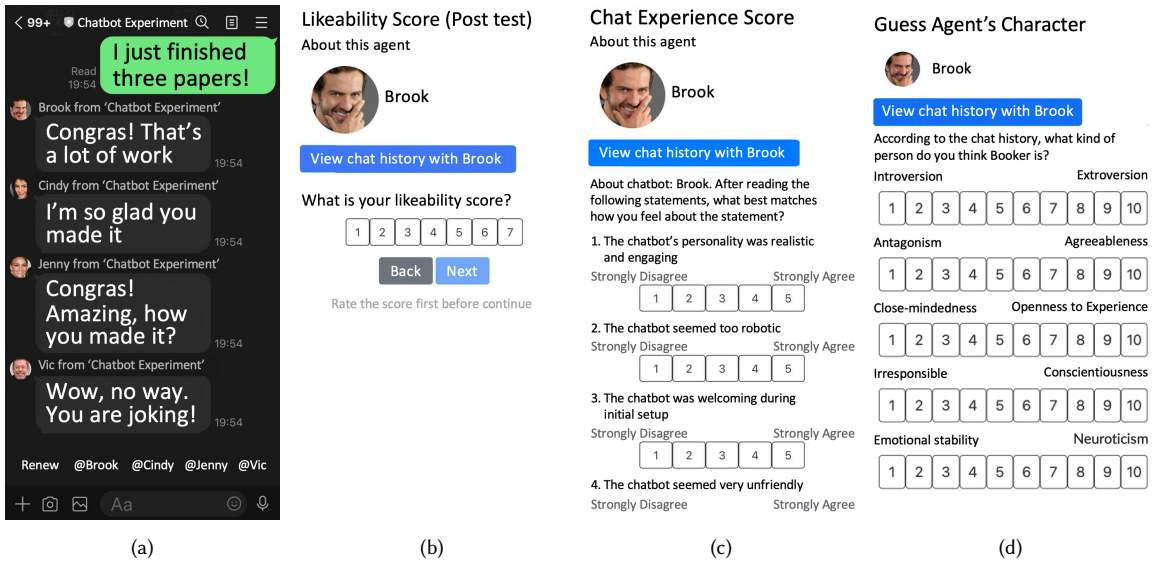 99+ Chatbot Experiment
I just finished
three papers!
Read
19:54
Brook from ‘Chatbot Experiment’
Congras! That’s
a lot of work
19:54
Cindy from ‘Chatbot Experiment’
I’m so glad you
made it
19:54
Jenny from ‘Chatbot Experiment’
Congras!
Amazing, how
you made it?
19:54
Vic from ‘Chatbot Experiment’
Wow, no way.
You are joking!
19:54
Renew @Brook @Cindy @Jenny @Vic
Aa
(a)
Likeability Score (Post test)
About this agent
Brook
View chat history with Brook
What is your likeability score?
1 2 3 4 5 6 7
Back Next
Rate the score first before continue
(b)
Chat Experience Score
About this agent
Brook
View chat history with Brook
About chatbot: Brook. After reading the
following statements, what best matches
how you feel about the statement?
1. The chatbot’s personality was realistic
and engaging
Strongly Disagree Strongly Agree
1 2 3 4 5
2. The chatbot seemed too robotic
Strongly Disagree Strongly Agree
1 2 3 4 5
3. The chatbot was welcoming during
initial setup
Strongly Disagree Strongly Agree
1 2 3 4 5
4. The chatbot seemed very unfriendly
Strongly Disagree Strongly Agree
(c)
Guess Agent’s Character
Brook
View chat history with Brook
According to the chat history, what kind of
person do you think Booker is?
Introversion Extroversion
1 2 3 4 5 6 7 8 9 10
Antagonism Agreeableness
1 2 3 4 5 6 7 8 9 10
Close-mindedness Openness to Experience
1 2 3 4 5 6 7 8 9 10
Irresponsible Conscientiousness
1 2 3 4 5 6 7 8 9 10
Emotional stability Neuroticism
1 2 3 4 5 6 7 8 9 10
(d)